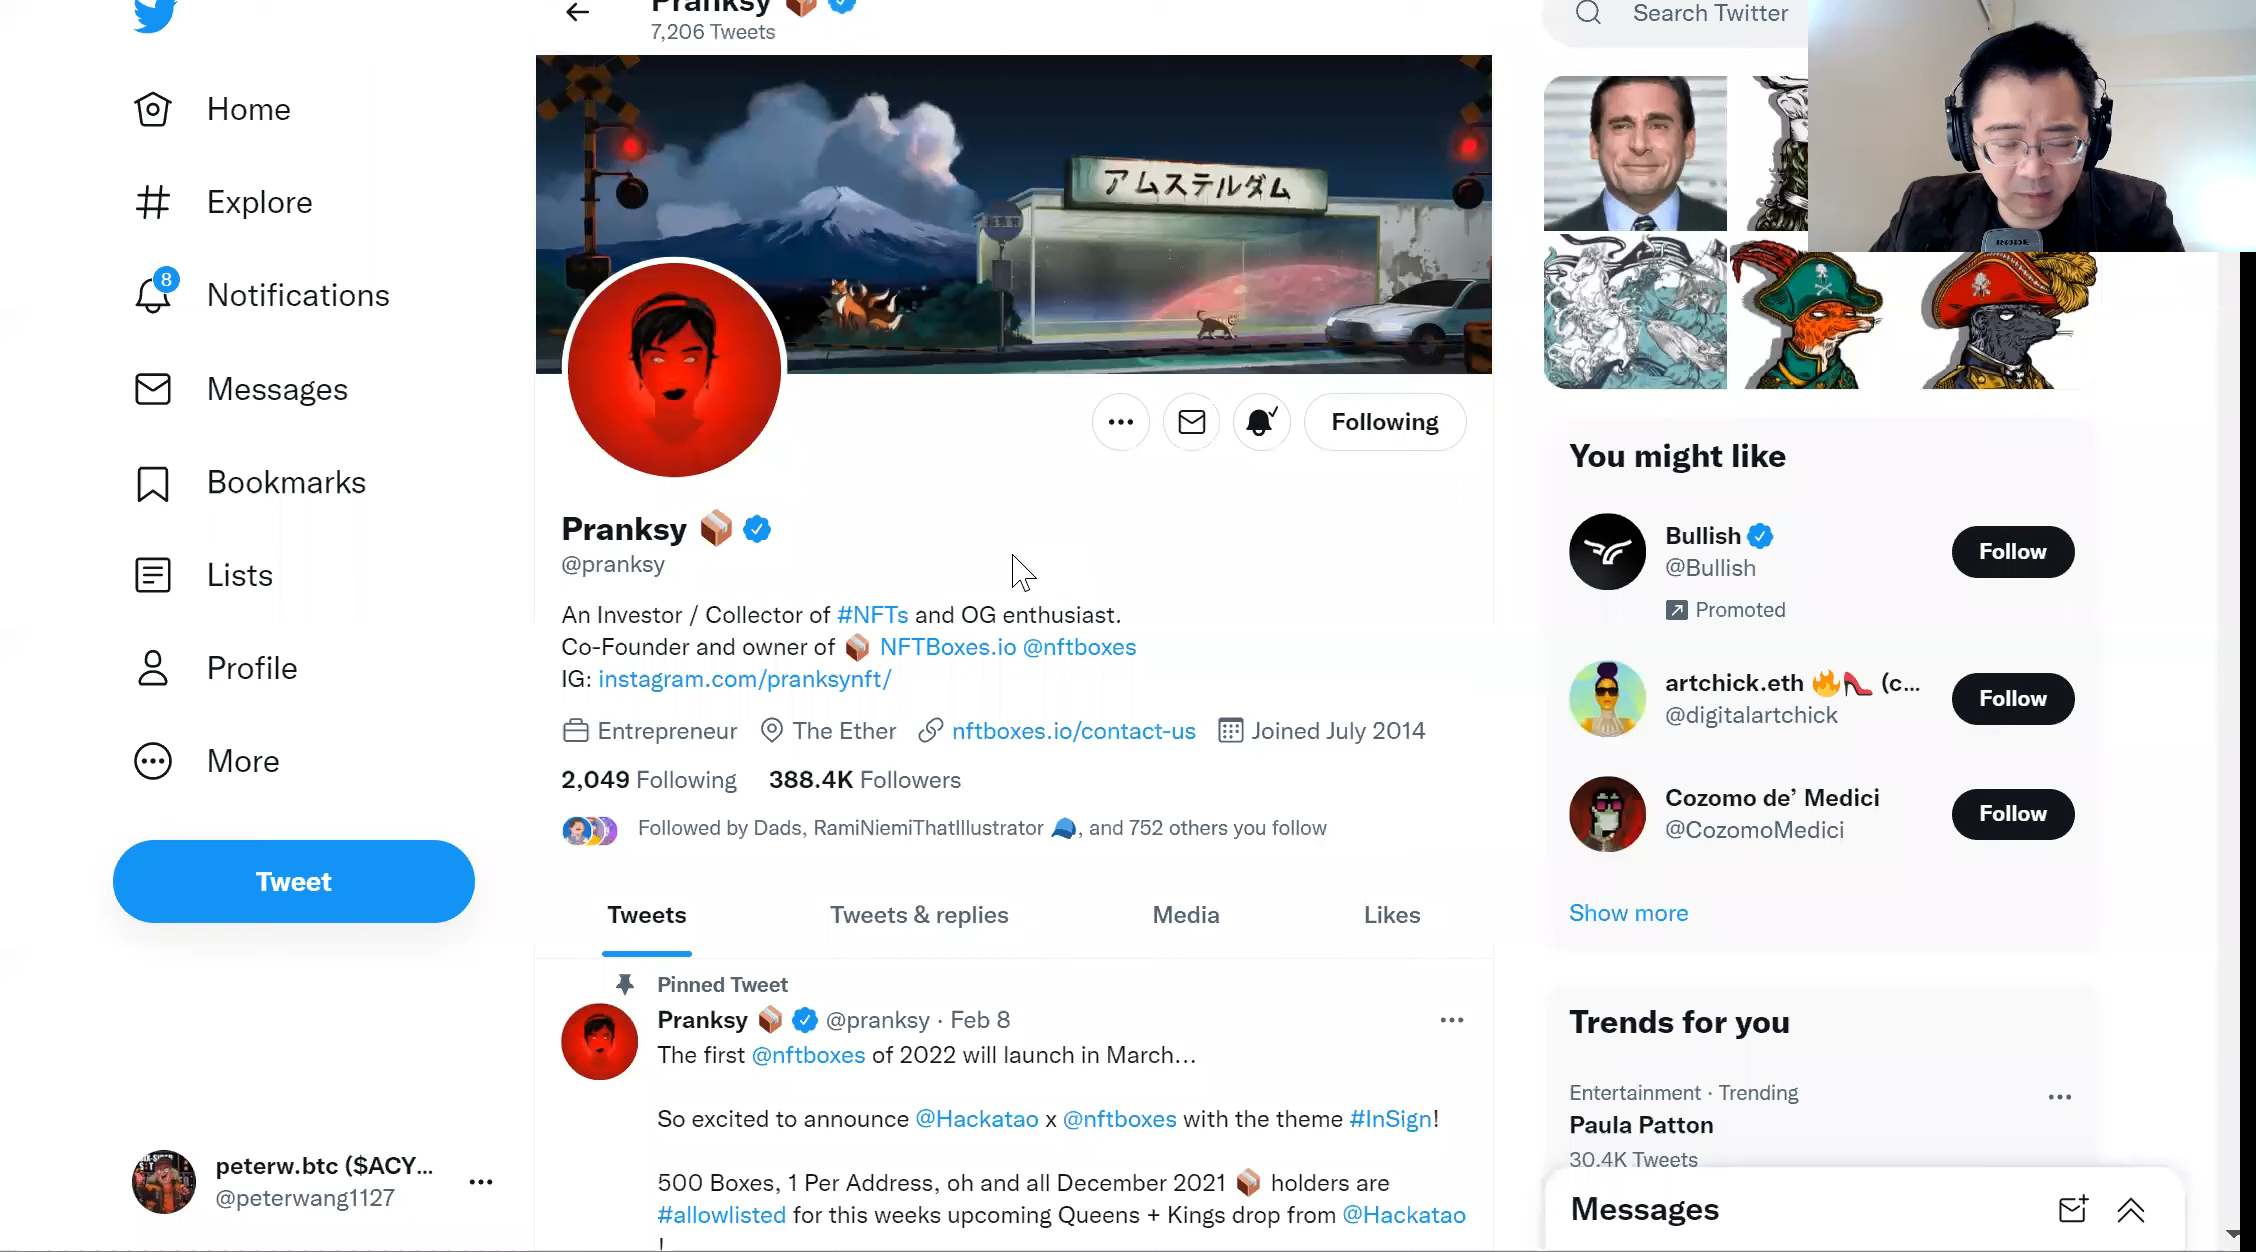 Pranksy
7,206 Tweets
Search Twitter
Home
Explore
8
Notifications
Messages
Bookmarks
Lists
Profile
More
Tweet
アムステルダム
RODE
Following
Pranksy
@pranksy
An Investor / Collector of #NFTs and OG enthusiast.
Co-Founder and owner of NFTBoxes.io @nftboxes
IG: instagram.com/pranksynft/
Entrepreneur The Ether nftboxes.io/contact-us Joined July 2014
2,049 Following 388.4K Followers
Followed by Dads, RamiNiemiThatIllustrator , and 752 others you follow
Tweets Tweets & replies Media Likes
Pinned Tweet
Pranksy @pranksy · Feb 8
The first @nftboxes of 2022 will launch in March...
So excited to announce @Hackatao x @nftboxes with the theme #InSign!
500 Boxes, 1 Per Address, oh and all December 2021 holders are
#allowlisted for this weeks upcoming Queens + Kings drop from @Hackatao
!
You might like
Bullish
@Bullish
Promoted
Follow
artchick.eth (c...
@digitalartchick
Follow
Cozomo de' Medici
@CozomoMedici
Follow
Show more
Trends for you
Entertainment · Trending
Paula Patton
30.4K Tweets
Messages
peterw.btc ($ACY...
@peterwang1127